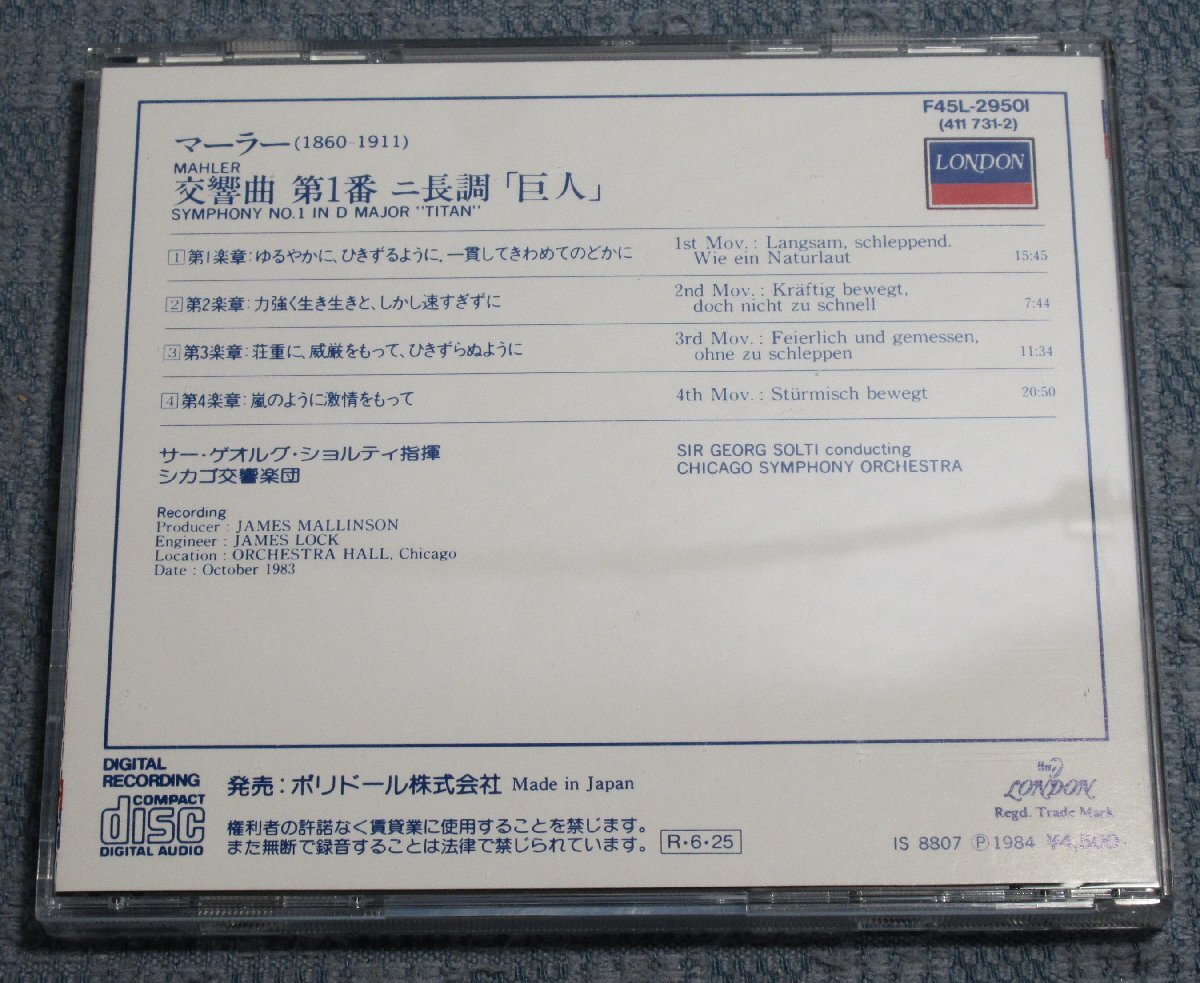 F45L-29501
(411 731-2)
LONDON
マーラー(1860-1911)
MAHLER
交響曲 第1番 ニ長調「巨人」
SYMPHONY NO.1 IN D MAJOR "TITAN"
1 第1楽章:ゆるやかに、ひきずるように、一貫してきわめてのどかに
1st Mov. : Langsam, schleppend.
Wie ein Naturlaut
15:45
2 第2楽章:力強く生き生きと、しかし速すぎずに
2nd Mov. : Kräftig bewegt,
doch nicht zu schnell
7:44
3 第3楽章:荘重に、威厳をもって、ひきずらぬように
3rd Mov. : Feierlich und gemessen,
ohne zu schleppen
11:34
4 第4楽章:嵐のように激情をもって
4th Mov. : Stürmisch bewegt
20:50
サー・ゲオルグ・ショルティ指揮
シカゴ交響楽団
SIR GEORG SOLTI conducting
CHICAGO SYMPHONY ORCHESTRA
Recording
Producer : JAMES MALLINSON
Engineer : JAMES LOCK
Location : ORCHESTRA HALL, Chicago
Date : October 1983
DIGITAL
RECORDING
COMPACT
disc
DIGITAL AUDIO
発売:ポリドール株式会社 Made in Japan
権利者の許諾なく賃貸業に使用することを禁じます。
また無断で録音することは法律で禁じられています。
R・6・25
LONDON
Regd. Trade Mark
IS 8807 Ⓟ1984 ¥4,500